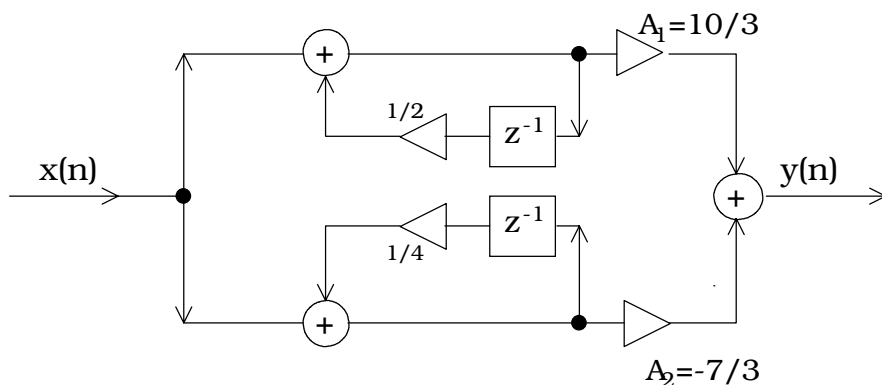 A₁=10/3
+
1/2
z⁻¹
x(n)
+
y(n)
z⁻¹
1/4
+
A₂=-7/3